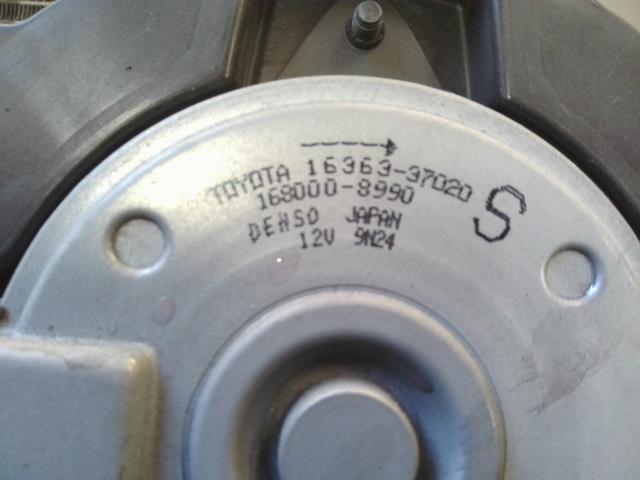 TOYOTA 16363-37020
168000-8990
DENSO JAPAN
12V 9N24
S